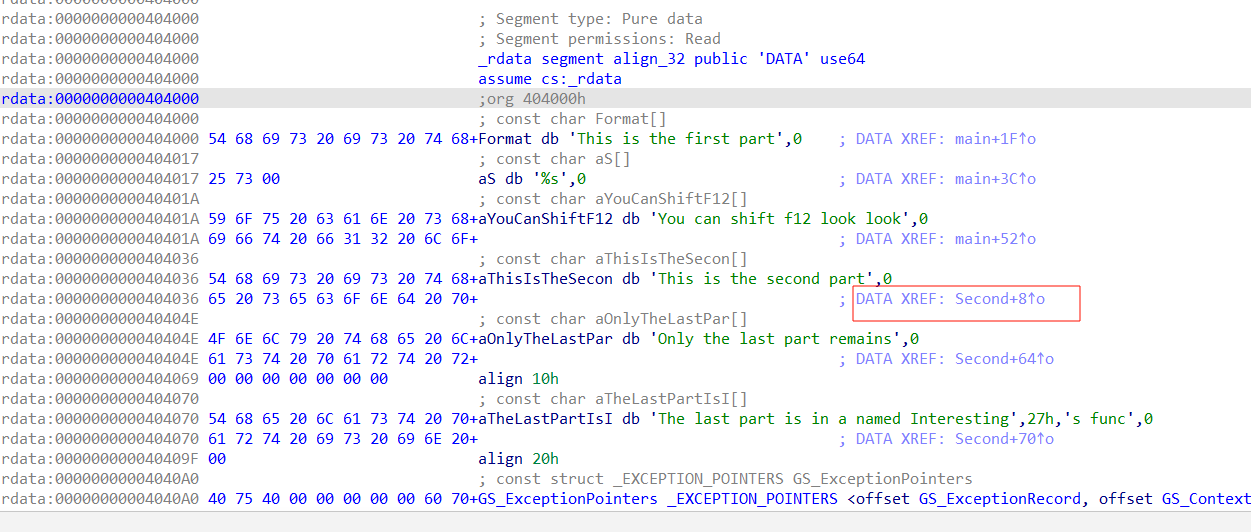 rdata:0000000000404000
rdata:0000000000404000 ; Segment type: Pure data
rdata:0000000000404000 ; Segment permissions: Read
rdata:0000000000404000 _rdata segment align_32 public 'DATA' use64
rdata:0000000000404000 assume cs:_rdata
rdata:0000000000404000 ;org 404000h
rdata:0000000000404000 ; const char Format[]
rdata:0000000000404000 54 68 69 73 20 69 73 20 74 68+Format db 'This is the first part',0 ; DATA XREF: main+1F↑o
rdata:0000000000404017 ; const char aS[]
rdata:0000000000404017 25 73 00 aS db '%s',0 ; DATA XREF: main+3C↑o
rdata:000000000040401A ; const char aYouCanShiftF12[]
rdata:000000000040401A 59 6F 75 20 63 61 6E 20 73 68+aYouCanShiftF12 db 'You can shift f12 look look',0
rdata:000000000040401A 69 66 74 20 66 31 32 20 6C 6F+ ; DATA XREF: main+52↑o
rdata:0000000000404036 ; const char aThisIsTheSecon[]
rdata:0000000000404036 54 68 69 73 20 69 73 20 74 68+aThisIsTheSecon db 'This is the second part',0
rdata:0000000000404036 65 20 73 65 63 6F 6E 64 20 70+ ; DATA XREF: Second+8↑o
rdata:000000000040404E ; const char aOnlyTheLastPar[]
rdata:000000000040404E 4F 6E 6C 79 20 74 68 65 20 6C+aOnlyTheLastPar db 'Only the last part remains',0
rdata:000000000040404E 61 73 74 20 70 61 72 74 20 72+ ; DATA XREF: Second+64↑o
rdata:0000000000404069 00 00 00 00 00 00 00 align 10h
rdata:0000000000404070 ; const char aTheLastPartIsI[]
rdata:0000000000404070 54 68 65 20 6C 61 73 74 20 70+aTheLastPartIsI db 'The last part is in a named Interesting',27h,'s func',0
rdata:0000000000404070 61 72 74 20 69 73 20 69 6E 20+ ; DATA XREF: Second+70↑o
rdata:000000000040409F 00 align 20h
rdata:00000000004040A0 ; const struct _EXCEPTION_POINTERS GS_ExceptionPointers
rdata:00000000004040A0 40 75 40 00 00 00 00 00 60 70+GS_ExceptionPointers _EXCEPTION_POINTERS <offset GS_ExceptionRecord, offset GS_Context